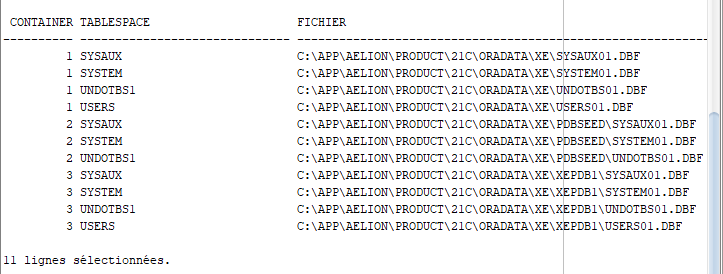 CONTAINER TABLESPACE FICHIER
---------- ------------------------------ ------------------------------------------------------------
1 SYSAUX C:\APP\AELION\PRODUCT\21C\ORADATA\XE\SYSAUX01.DBF
1 SYSTEM C:\APP\AELION\PRODUCT\21C\ORADATA\XE\SYSTEM01.DBF
1 UNDOTBS1 C:\APP\AELION\PRODUCT\21C\ORADATA\XE\UNDOTBS01.DBF
1 USERS C:\APP\AELION\PRODUCT\21C\ORADATA\XE\USERS01.DBF
2 SYSAUX C:\APP\AELION\PRODUCT\21C\ORADATA\XE\PDBSEED\SYSAUX01.DBF
2 SYSTEM C:\APP\AELION\PRODUCT\21C\ORADATA\XE\PDBSEED\SYSTEM01.DBF
2 UNDOTBS1 C:\APP\AELION\PRODUCT\21C\ORADATA\XE\PDBSEED\UNDOTBS01.DBF
3 SYSAUX C:\APP\AELION\PRODUCT\21C\ORADATA\XE\XEPDB1\SYSAUX01.DBF
3 SYSTEM C:\APP\AELION\PRODUCT\21C\ORADATA\XE\XEPDB1\SYSTEM01.DBF
3 UNDOTBS1 C:\APP\AELION\PRODUCT\21C\ORADATA\XE\XEPDB1\UNDOTBS01.DBF
3 USERS C:\APP\AELION\PRODUCT\21C\ORADATA\XE\XEPDB1\USERS01.DBF
11 lignes sélectionnées.